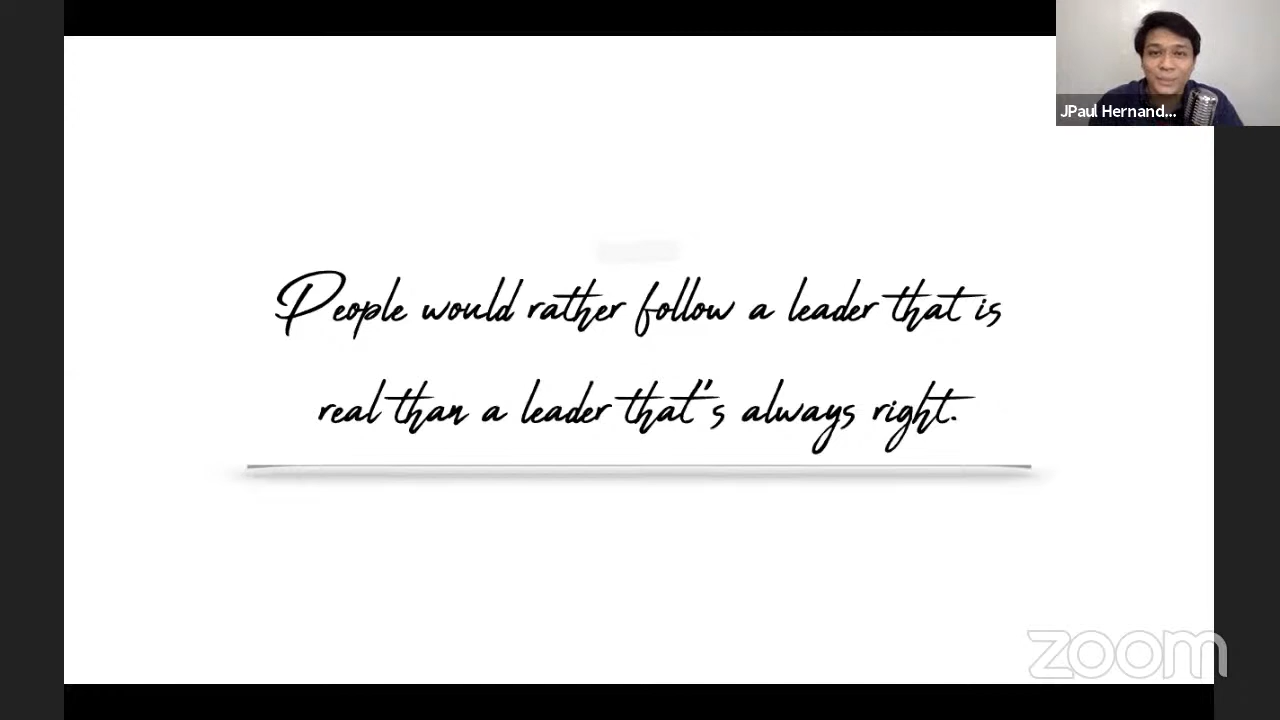 JPaul Hernand...
People would rather follow a leader that is
real than a leader that's always right.
zoom